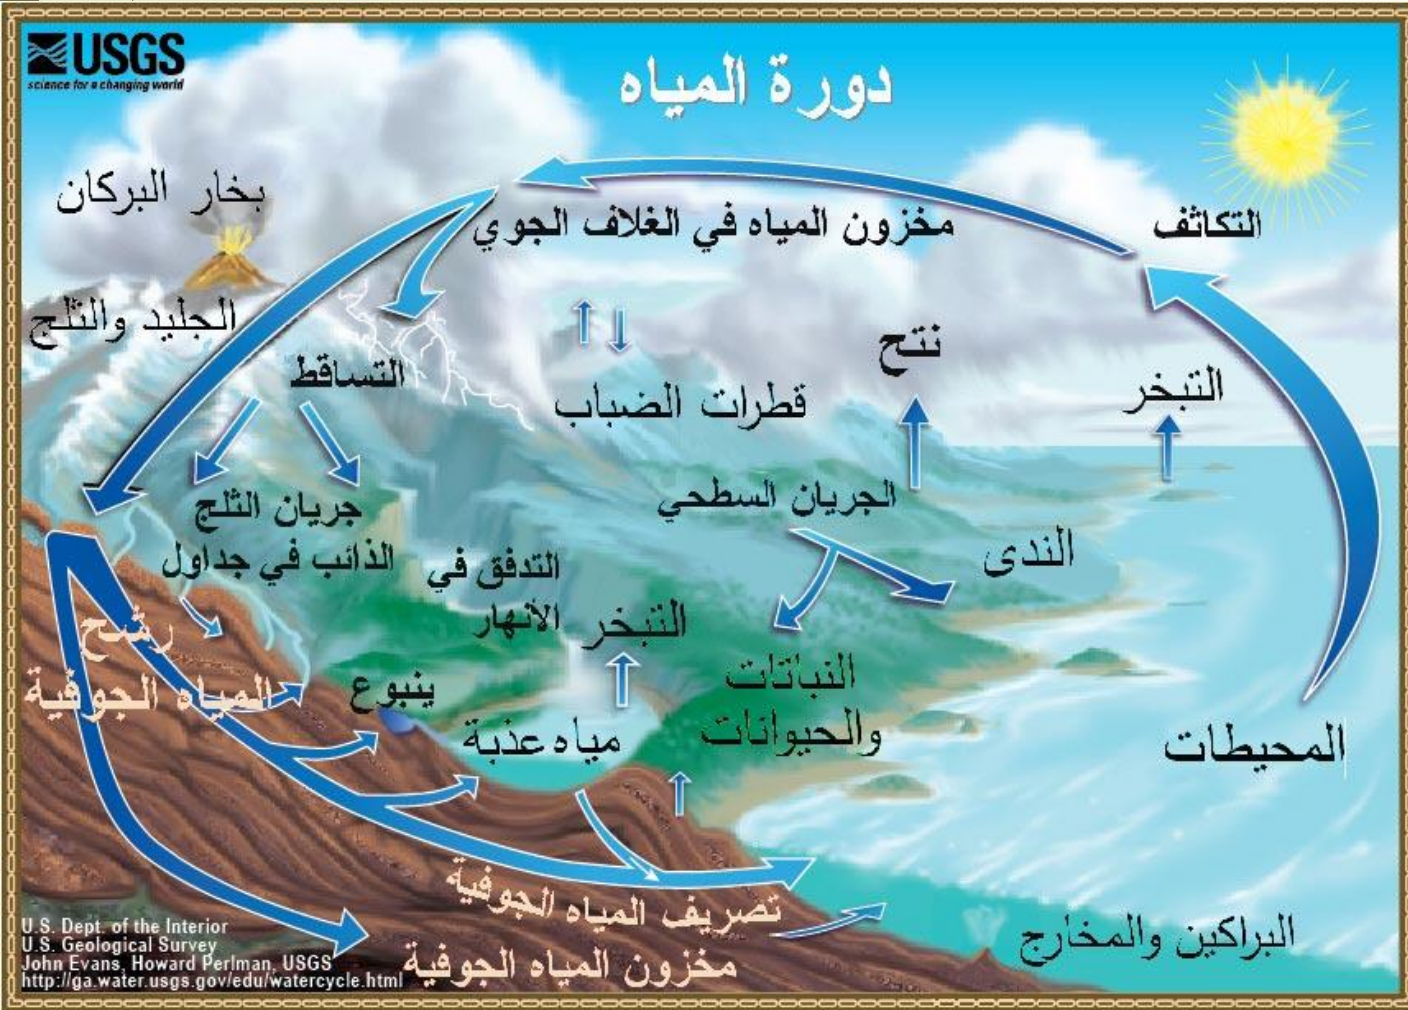 USGS
science for a changing world
دورة المياه
بخار البركان
مخزون المياه في الغلاف الجوي
التكاثف
الجليد والثلج
نتح
التساقط
قطرات الضباب
التبخر
جريان الثلج
الذائب في جداول
الجريان السطحي
الندى
التدفق في
الأنهار
التبخر
رشح
المياه الجوفية
ينبوع
مياه عذبة
النباتات
والحيوانات
المحيطات
تصريف المياه الجوفية
مخزون المياه الجوفية
البراكين والمخارج
U.S. Dept. of the Interior
U.S. Geological Survey
John Evans, Howard Perlman, USGS
http://ga.water.usgs.gov/edu/watercycle.html